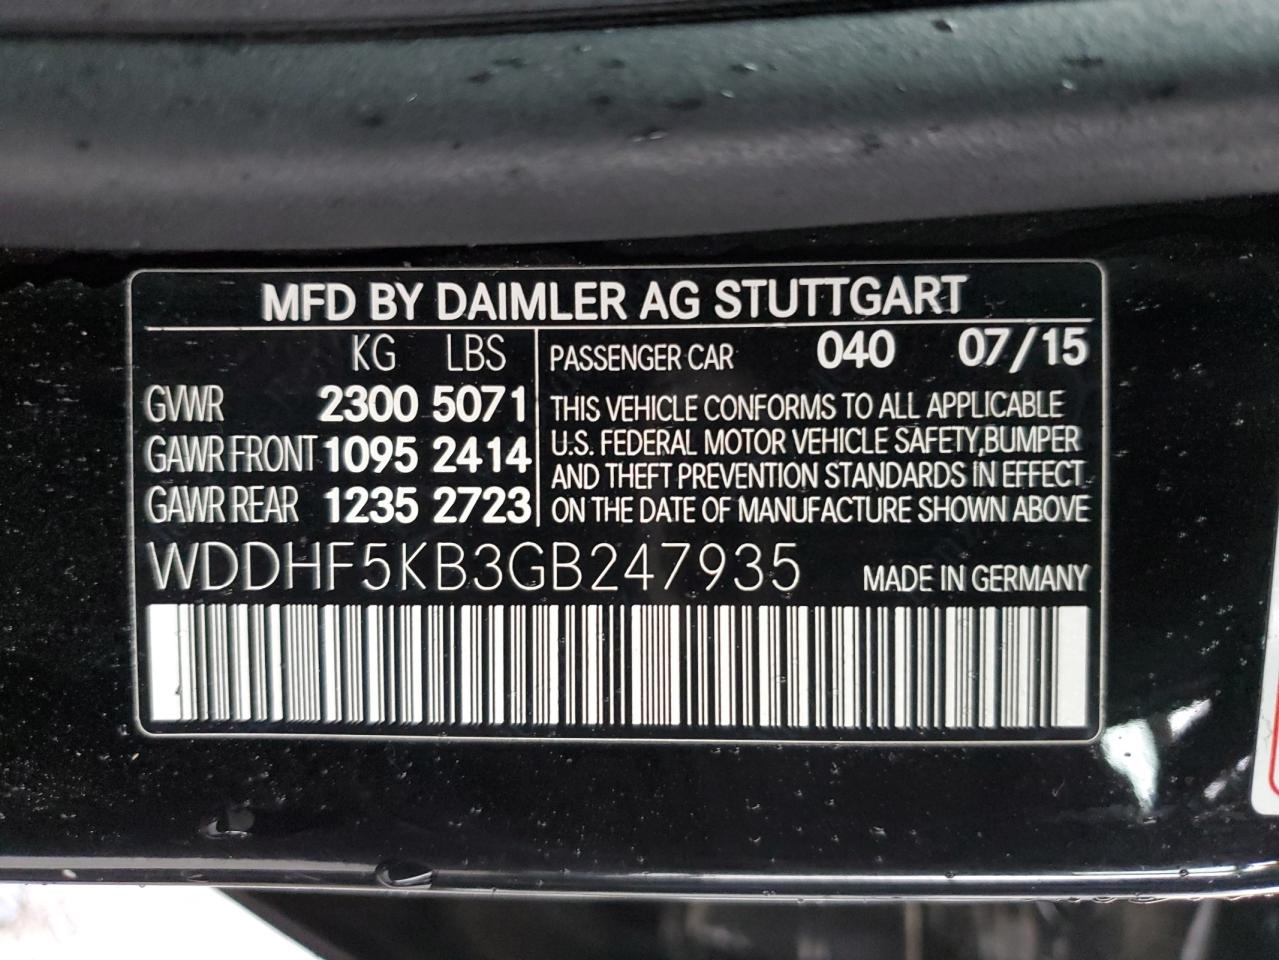 MFD BY DAIMLER AG STUTTGART
KG LBS
GVWR 2300 5071
GAWR FRONT 1095 2414
GAWR REAR 1235 2723
PASSENGER CAR 040 07/15
THIS VEHICLE CONFORMS TO ALL APPLICABLE
U.S. FEDERAL MOTOR VEHICLE SAFETY,BUMPER
AND THEFT PREVENTION STANDARDS IN EFFECT
ON THE DATE OF MANUFACTURE SHOWN ABOVE
WDDHF5KB3GB247935 MADE IN GERMANY